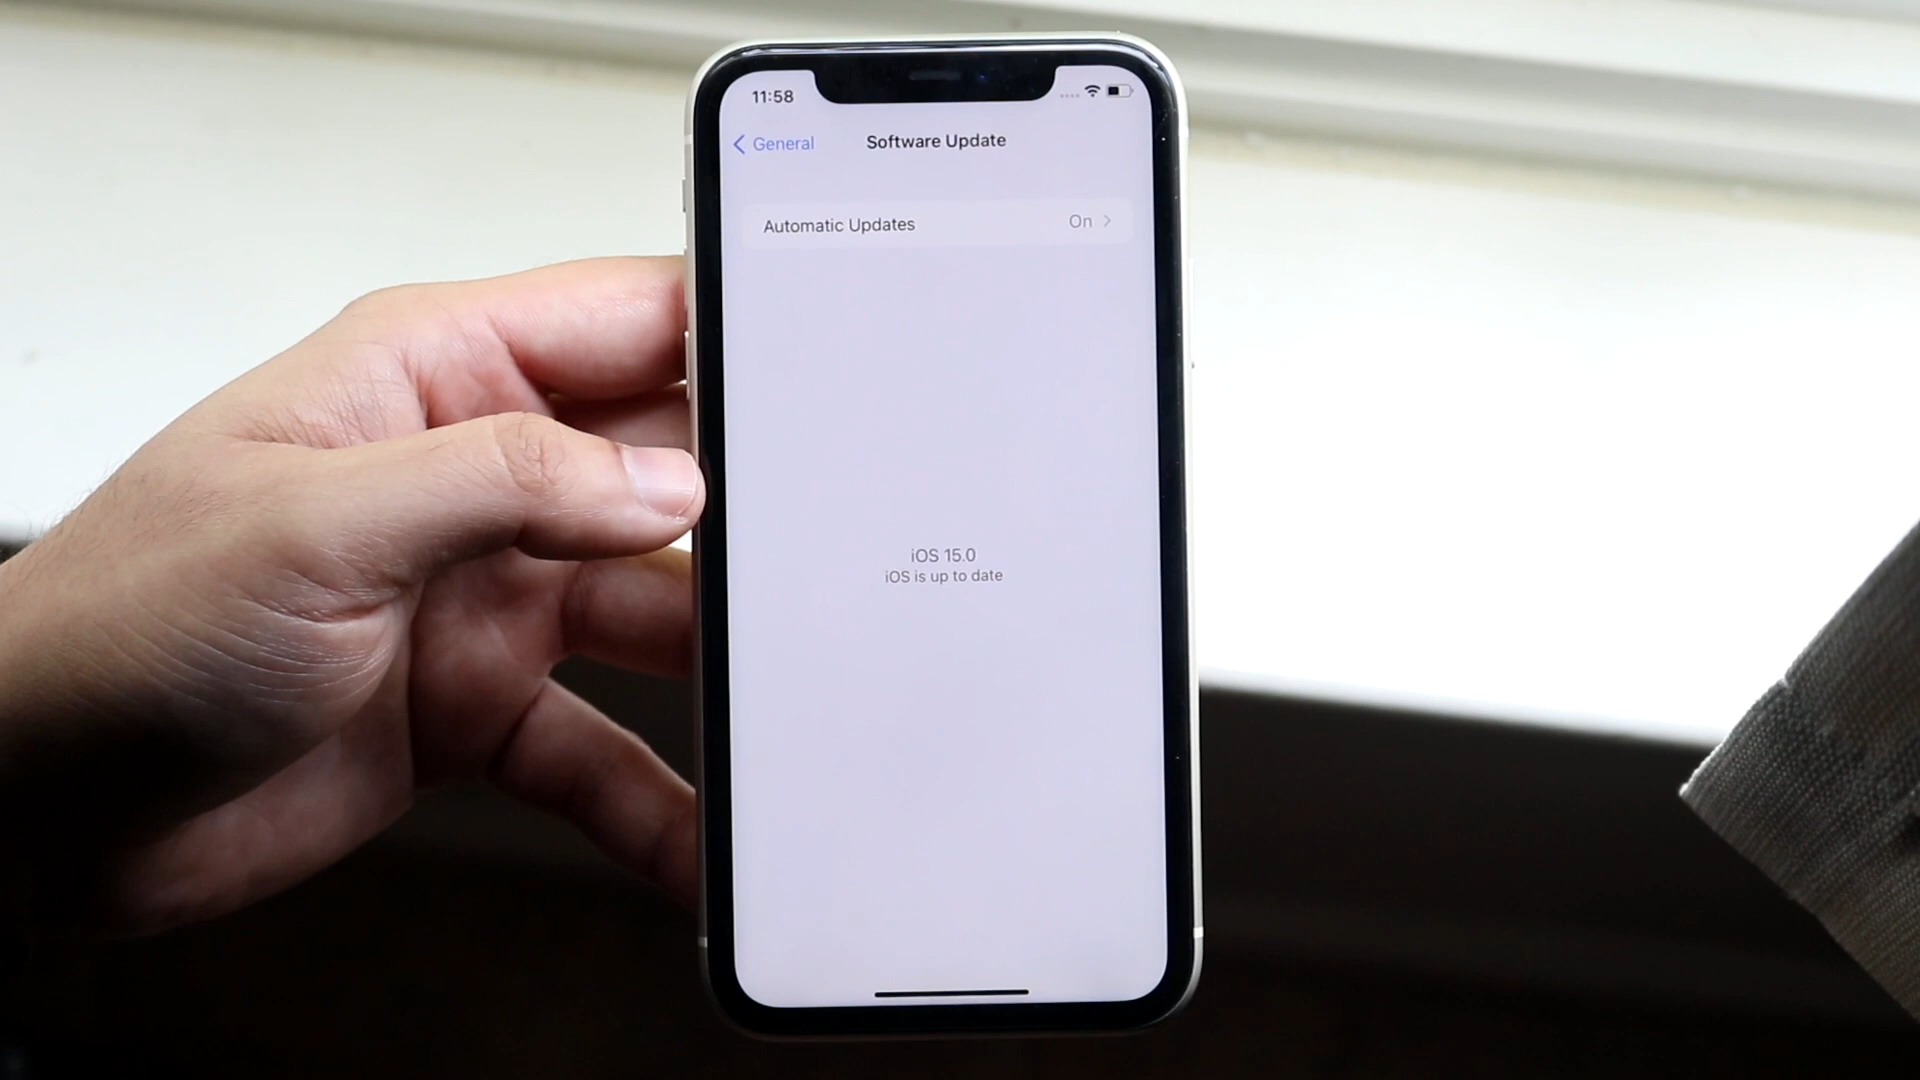 11:58
General
Software Update
Automatic Updates On
iOS 15.0
iOS is up to date